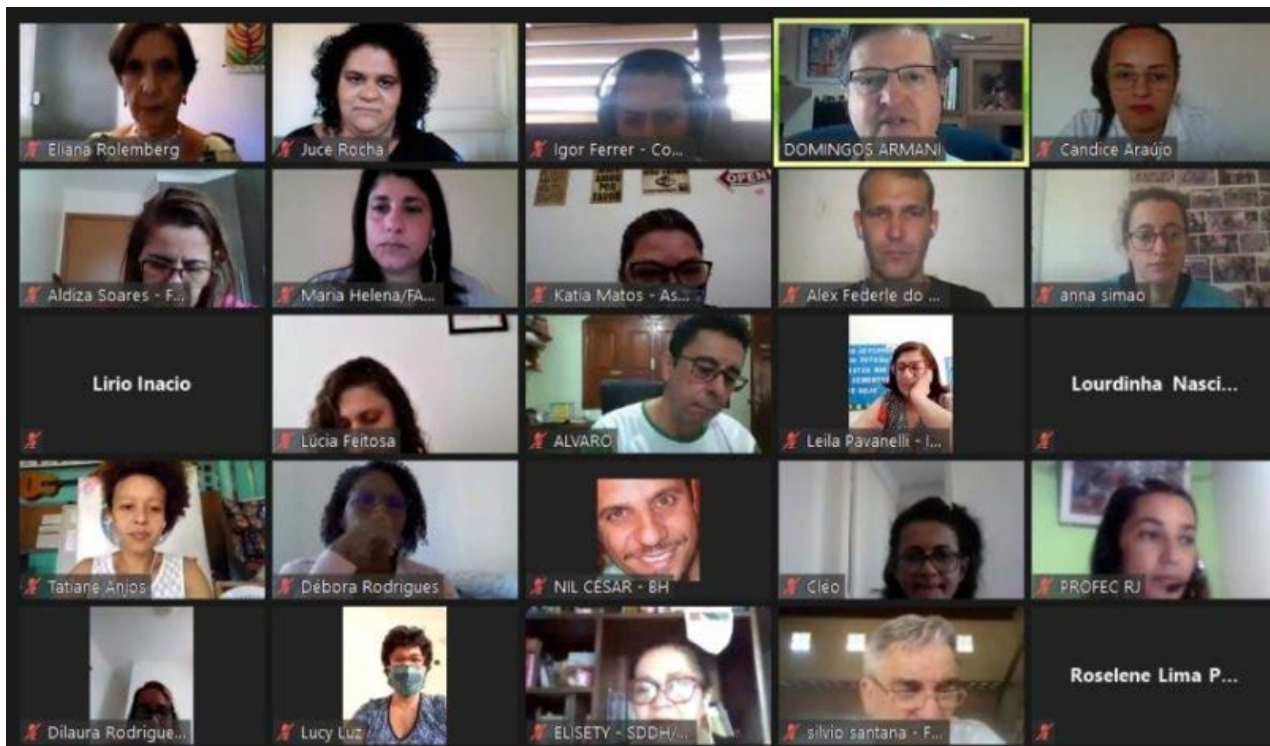 Eliana Rolemberg
Juce Rocha
Igor Ferrer - Co...
DOMINGOS ARMANI
Candice Araújo
OPEN
Aldiza Soares - F...
Maria Helena/FA...
Katia Matos - As...
Alex Federle do ...
anna simao
Lirio Inacio
Lúcia Feitosa
ALVARO
Leila Pavanelli - I...
Lourdinha Nasci...
Tatiane Anjos
Débora Rodrigues
NIL CÉSAR - BH
Cléo
PROFEC RJ
Dilaura Rodrigue...
Lucy Luz
ELISETY - SDDH/...
silvio santana - F...
Roselene Lima P...